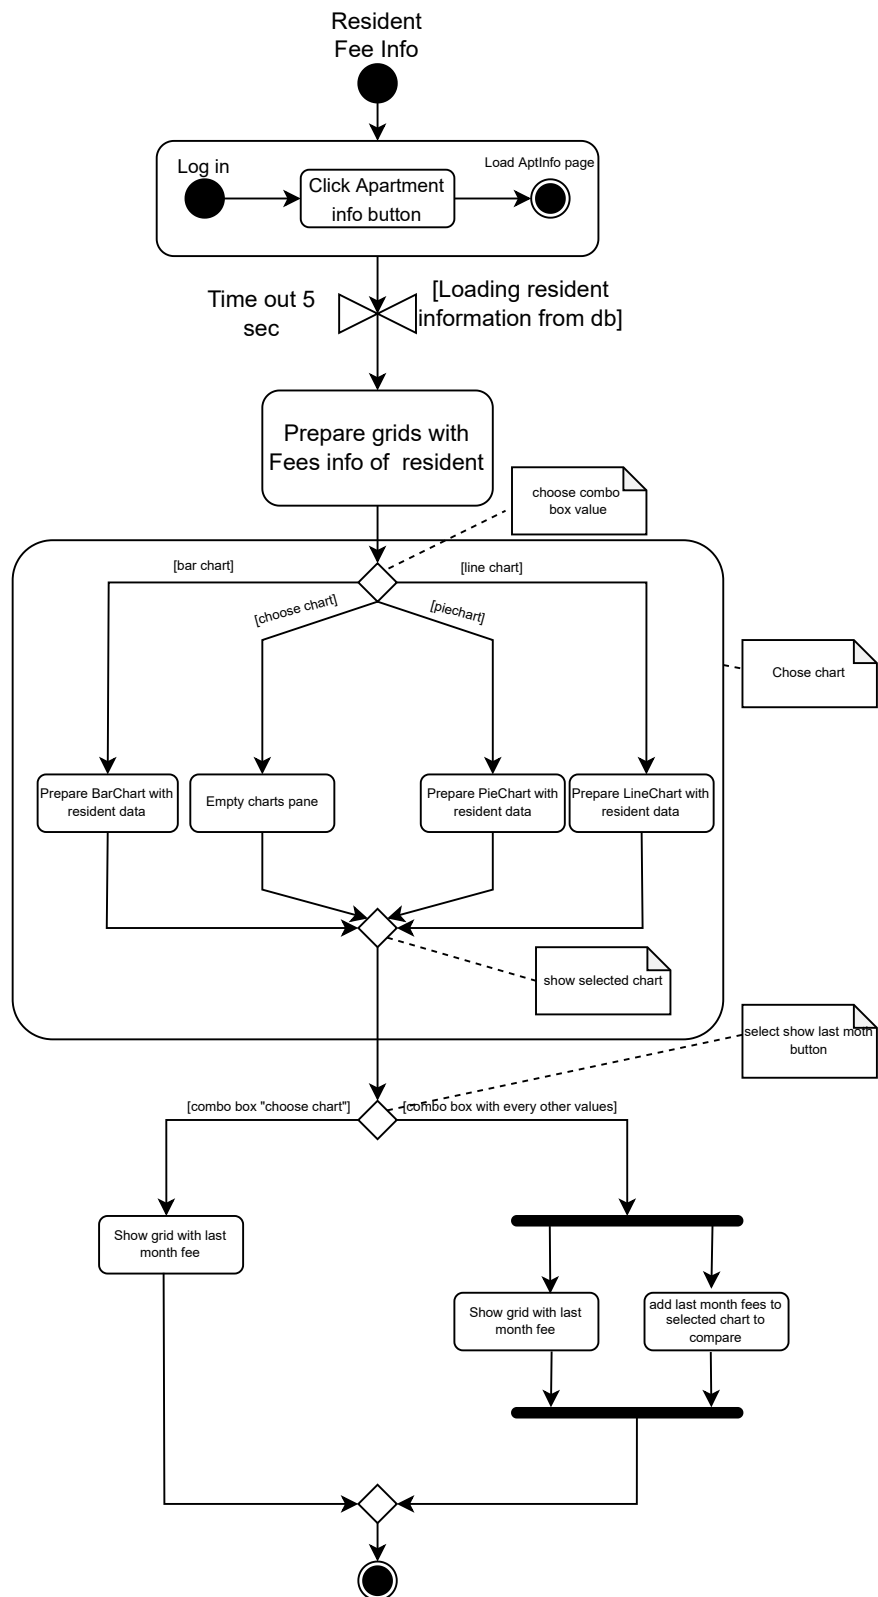 Resident
Fee Info
Log in
Load AptInfo page
Click Apartment
info button
Time out 5
sec
[Loading resident
information from db]
Prepare grids with
Fees info of resident
choose combo
box value
[bar chart]
[line chart]
[choose chart]
[piechart]
Chose chart
Prepare BarChart with
resident data
Empty charts pane
Prepare PieChart with
resident data
Prepare LineChart with
resident data
show selected chart
select show last moth
button
[combo box "choose chart"]
[combo box with every other values]
Show grid with last
month fee
Show grid with last
month fee
add last month fees to
selected chart to
compare